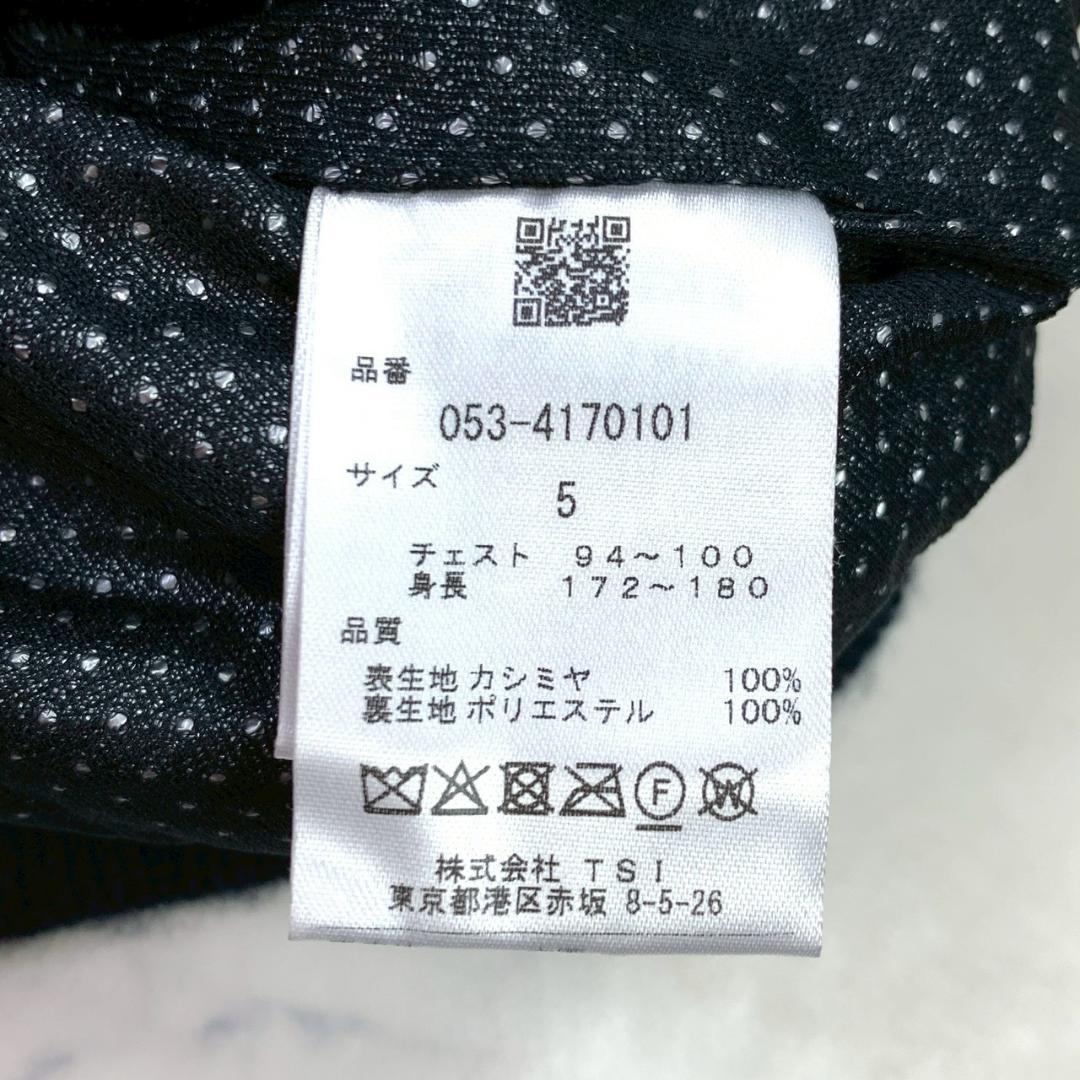 品番
053-4170101
サイズ
5
チェスト 94～100
身長 172～180
品質
表生地 カシミヤ 100%
裏生地 ポリエステル 100%
F W
株式会社 TSI
東京都港区赤坂 8-5-26